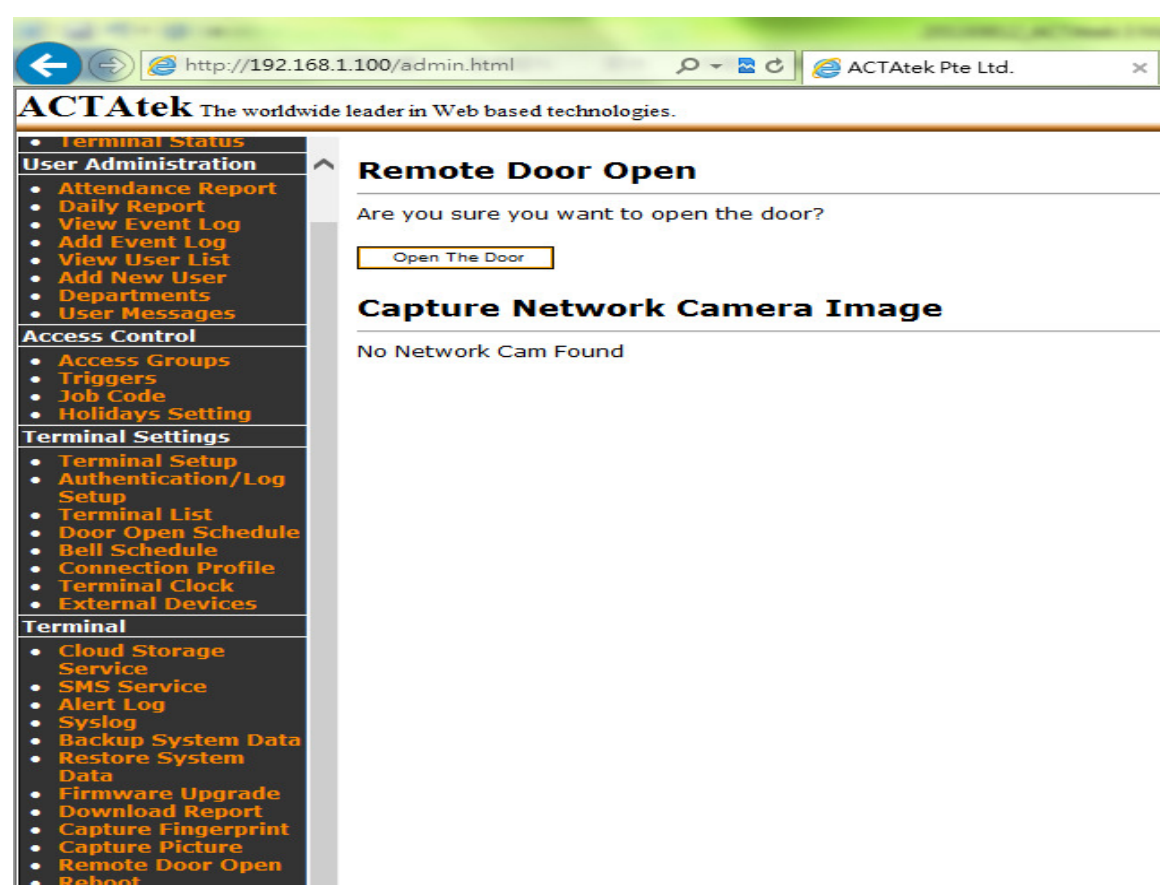 http://192.168.1.100/admin.html
ACTAtek Pte Ltd.
ACTAtek The worldwide leader in Web based technologies.
Terminal Status
User Administration
Attendance Report
Daily Report
View Event Log
Add Event Log
View User List
Add New User
Departments
User Messages
Access Control
Access Groups
Triggers
Job Code
Holidays Setting
Terminal Settings
Terminal Setup
Authentication/Log
Setup
Terminal List
Door Open Schedule
Bell Schedule
Connection Profile
Terminal Clock
External Devices
Terminal
Cloud Storage
Service
SMS Service
Alert Log
Syslog
Backup System Data
Restore System
Data
Firmware Upgrade
Download Report
Capture Fingerprint
Capture Picture
Remote Door Open
Reboot
Remote Door Open
Are you sure you want to open the door?
Open The Door
Capture Network Camera Image
No Network Cam Found